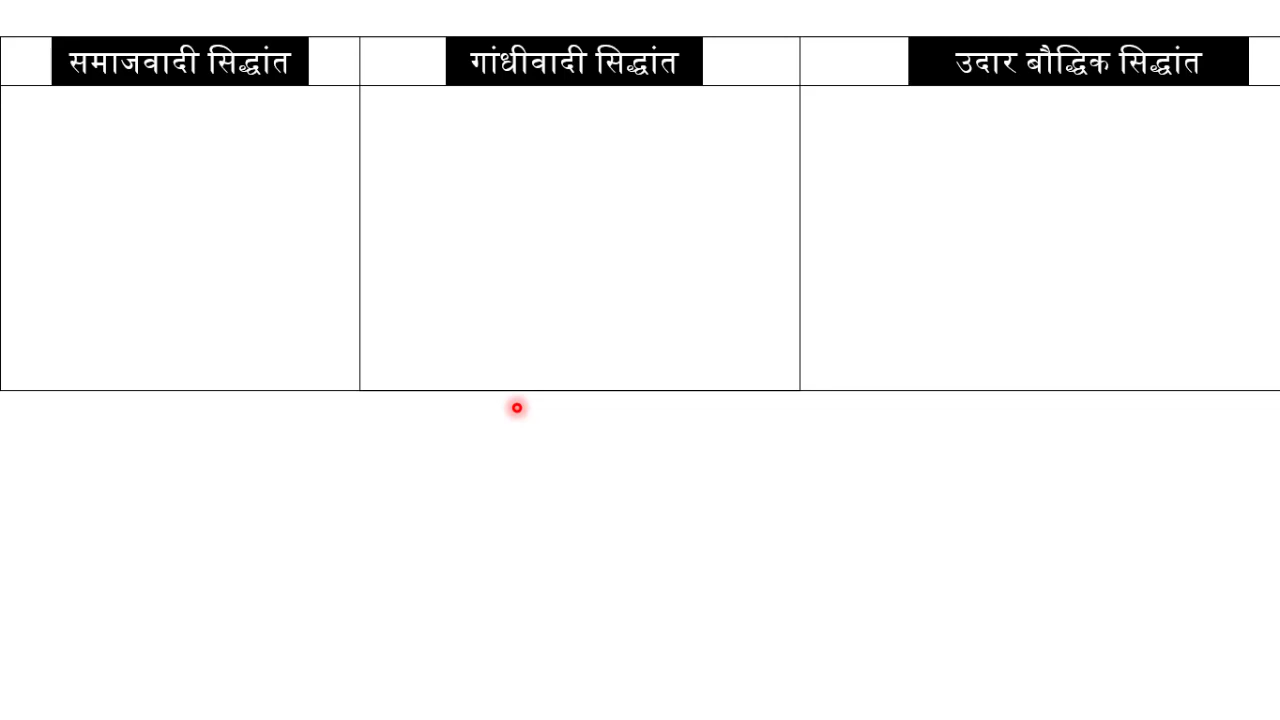 समाजवादी सिद्धांत
गांधीवादी सिद्धांत
उदार बौद्धिक सिद्धांत